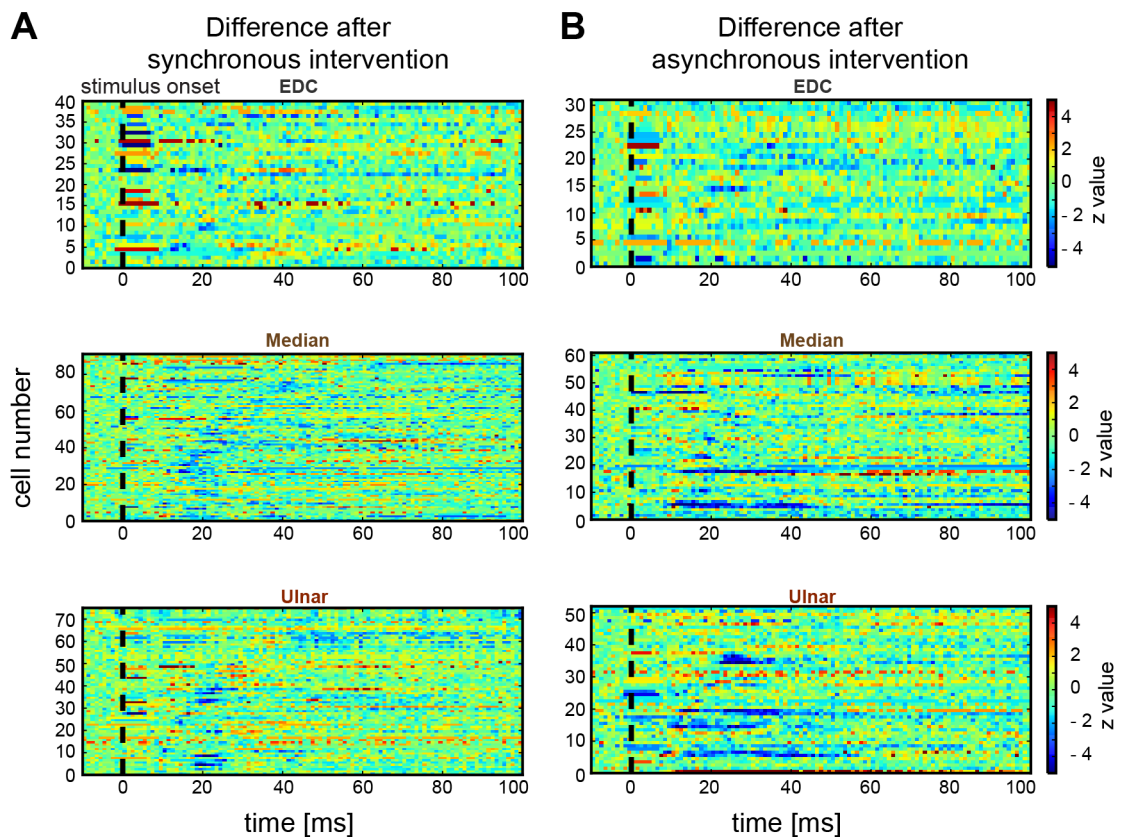 A
Difference after
synchronous intervention
stimulus onset
EDC
40
35
30
25
20
15
10
5
0
0 20 40 60 80 100
B
Difference after
asynchronous intervention
EDC
30
25
20
15
10
5
0
0 20 40 60 80 100
4
2
0
- 2
- 4
z value
cell number
Median
80
60
40
20
0
0 20 40 60 80 100
Median
60
50
40
30
20
10
0
0 20 40 60 80 100
4
2
0
- 2
- 4
z value
Ulnar
70
60
50
40
30
20
10
0
0 20 40 60 80 100
time [ms]
Ulnar
50
40
30
20
10
0
0 20 40 60 80 100
time [ms]
4
2
0
- 2
- 4
z value